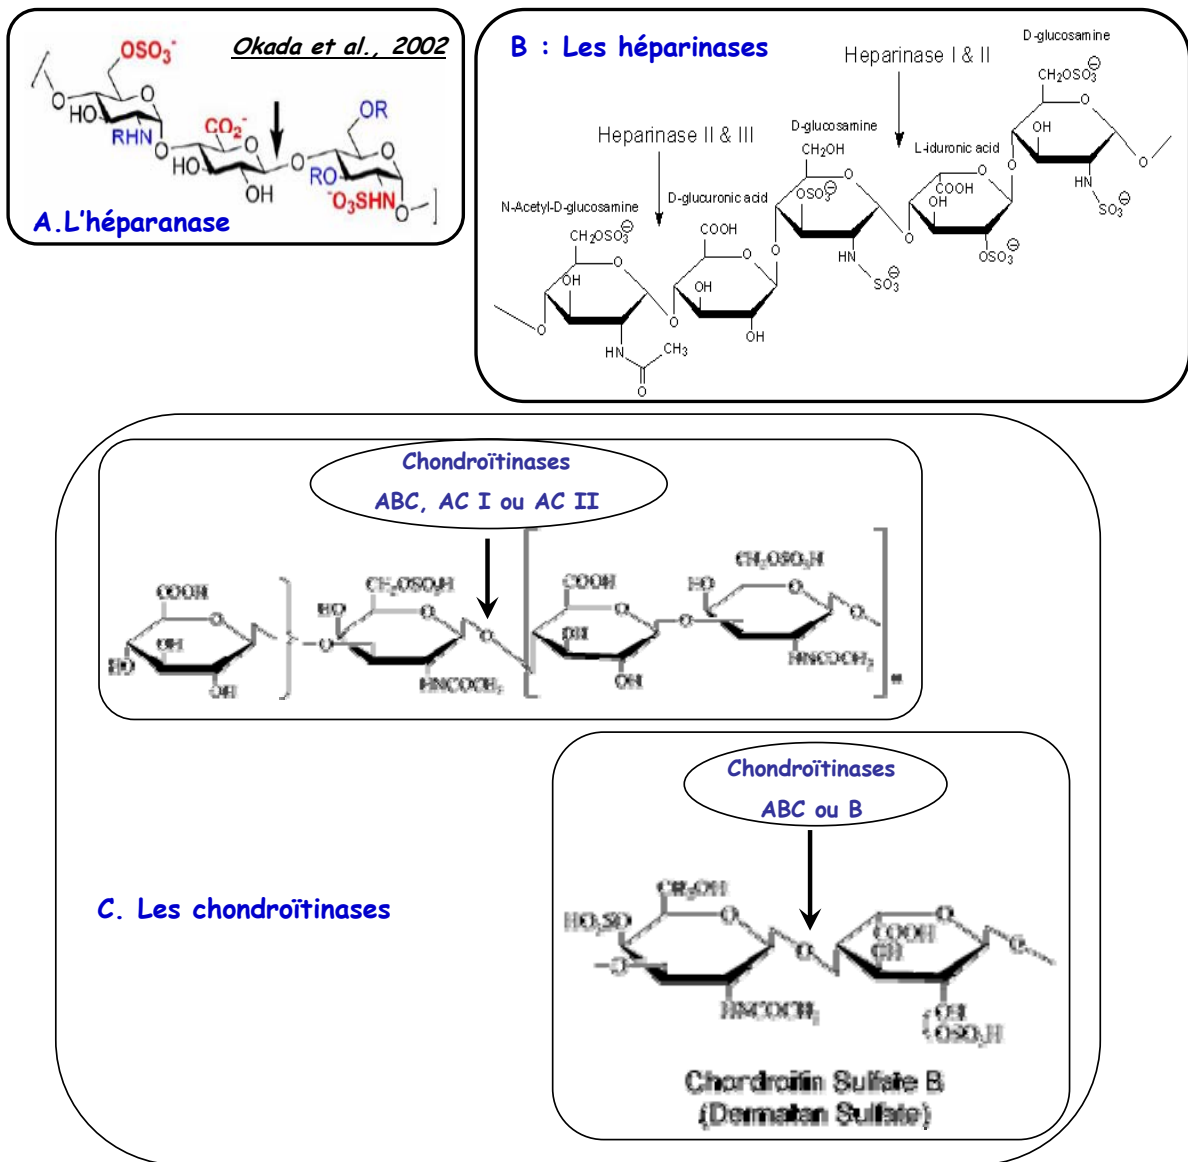 OSO3-
Okada et al., 2002
O
O
HO
RHN
O
CO2-
O
HO
OH
O
OR
O
RO
-O3SHN
O
A.L'héparanase
B : Les héparinases
D-glucosamine
Heparinase I & II
CH2OSO3⊖
Heparinase II & III
D-glucosamine
CH2OH
L-iduronic acid
OH
O
O
HN
SO3⊖
N-Acetyl-D-glucosamine
D-glucuronic acid
O
SO3⊖
O
COOH
OH
O
OSO3⊖
CH2OSO3⊖
COOH
O
HN
SO3⊖
O
OH
O
OH
O
O
OH
O
HN
CH3
O
Chondroïtinases
ABC, AC I ou AC II
COOH
O
OH
HO
OH
O
CH2OSO3H
HO
O
O
HNCOCH3
COOH
O
OH
OH
O
CH2OSO3H
HO
O
O
HNCOCH3
Chondroïtinases
ABC ou B
C. Les chondroïtinases
CH2OH
HO3SO
O
O
HNCOCH3
O
O
COOH
OH
O
OH
OSO3H
Chondroitin Sulfate B
(Dermatan Sulfate)